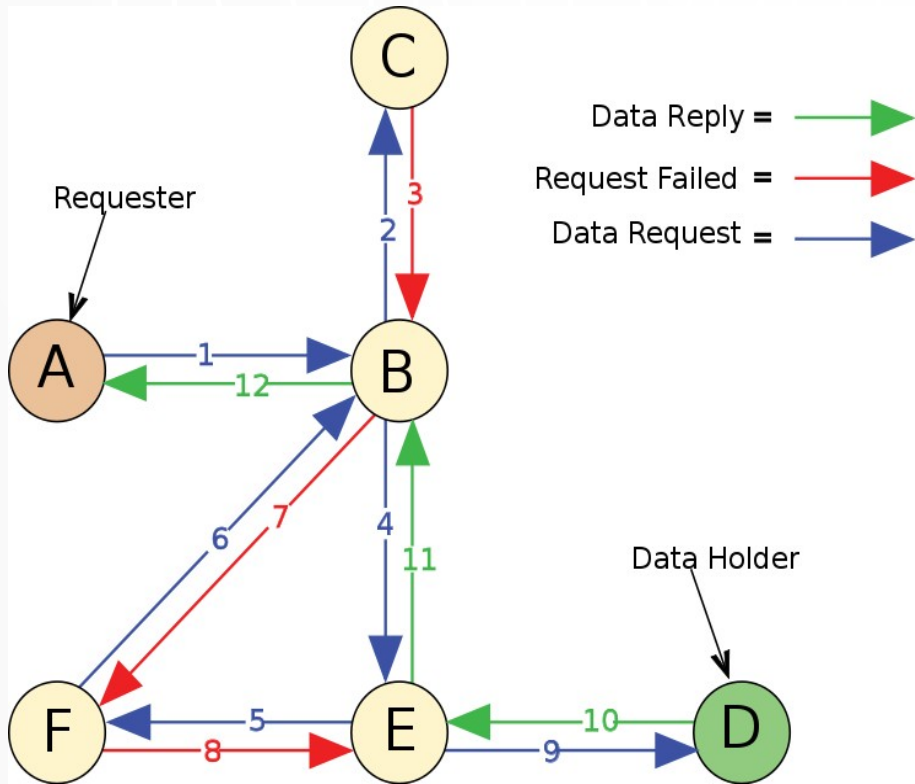 C
Data Reply =
Request Failed =
Data Request =
Requester
3
2
A
1
12
B
6
7
4
11
Data Holder
F
5
8
E
10
9
D